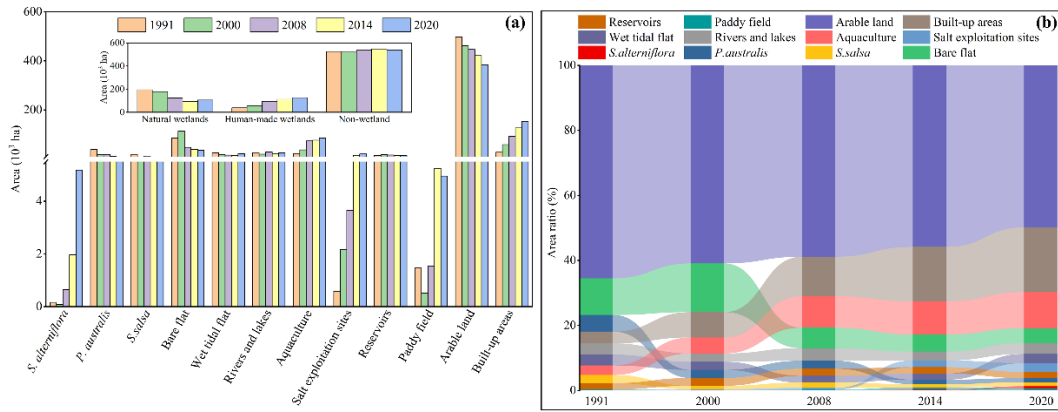 1991 2000 2008 2014 2020
(a)
600
400
200
4
2
0
Area (10³ ha)
600
400
200
0
Area (10³ ha)
Natural wetlands Human-made wetlands Non-wetland
S. alterniflora
P. australis
S.salsa
Bare flat
Wet tidal flat
Rivers and lakes
Aquaculture
Salt exploitation sites
Reservoirs
Paddy field
Arable land
Built-up areas
Reservoirs Paddy field Arable land Built-up areas
(b)
Wet tidal flat Rivers and lakes Aquaculture Salt exploitation sites
S.alterniflora P.australis S.salsa Bare flat
100
80
60
40
20
0
Area ratio (%)
1991 2000 2008 2014 2020